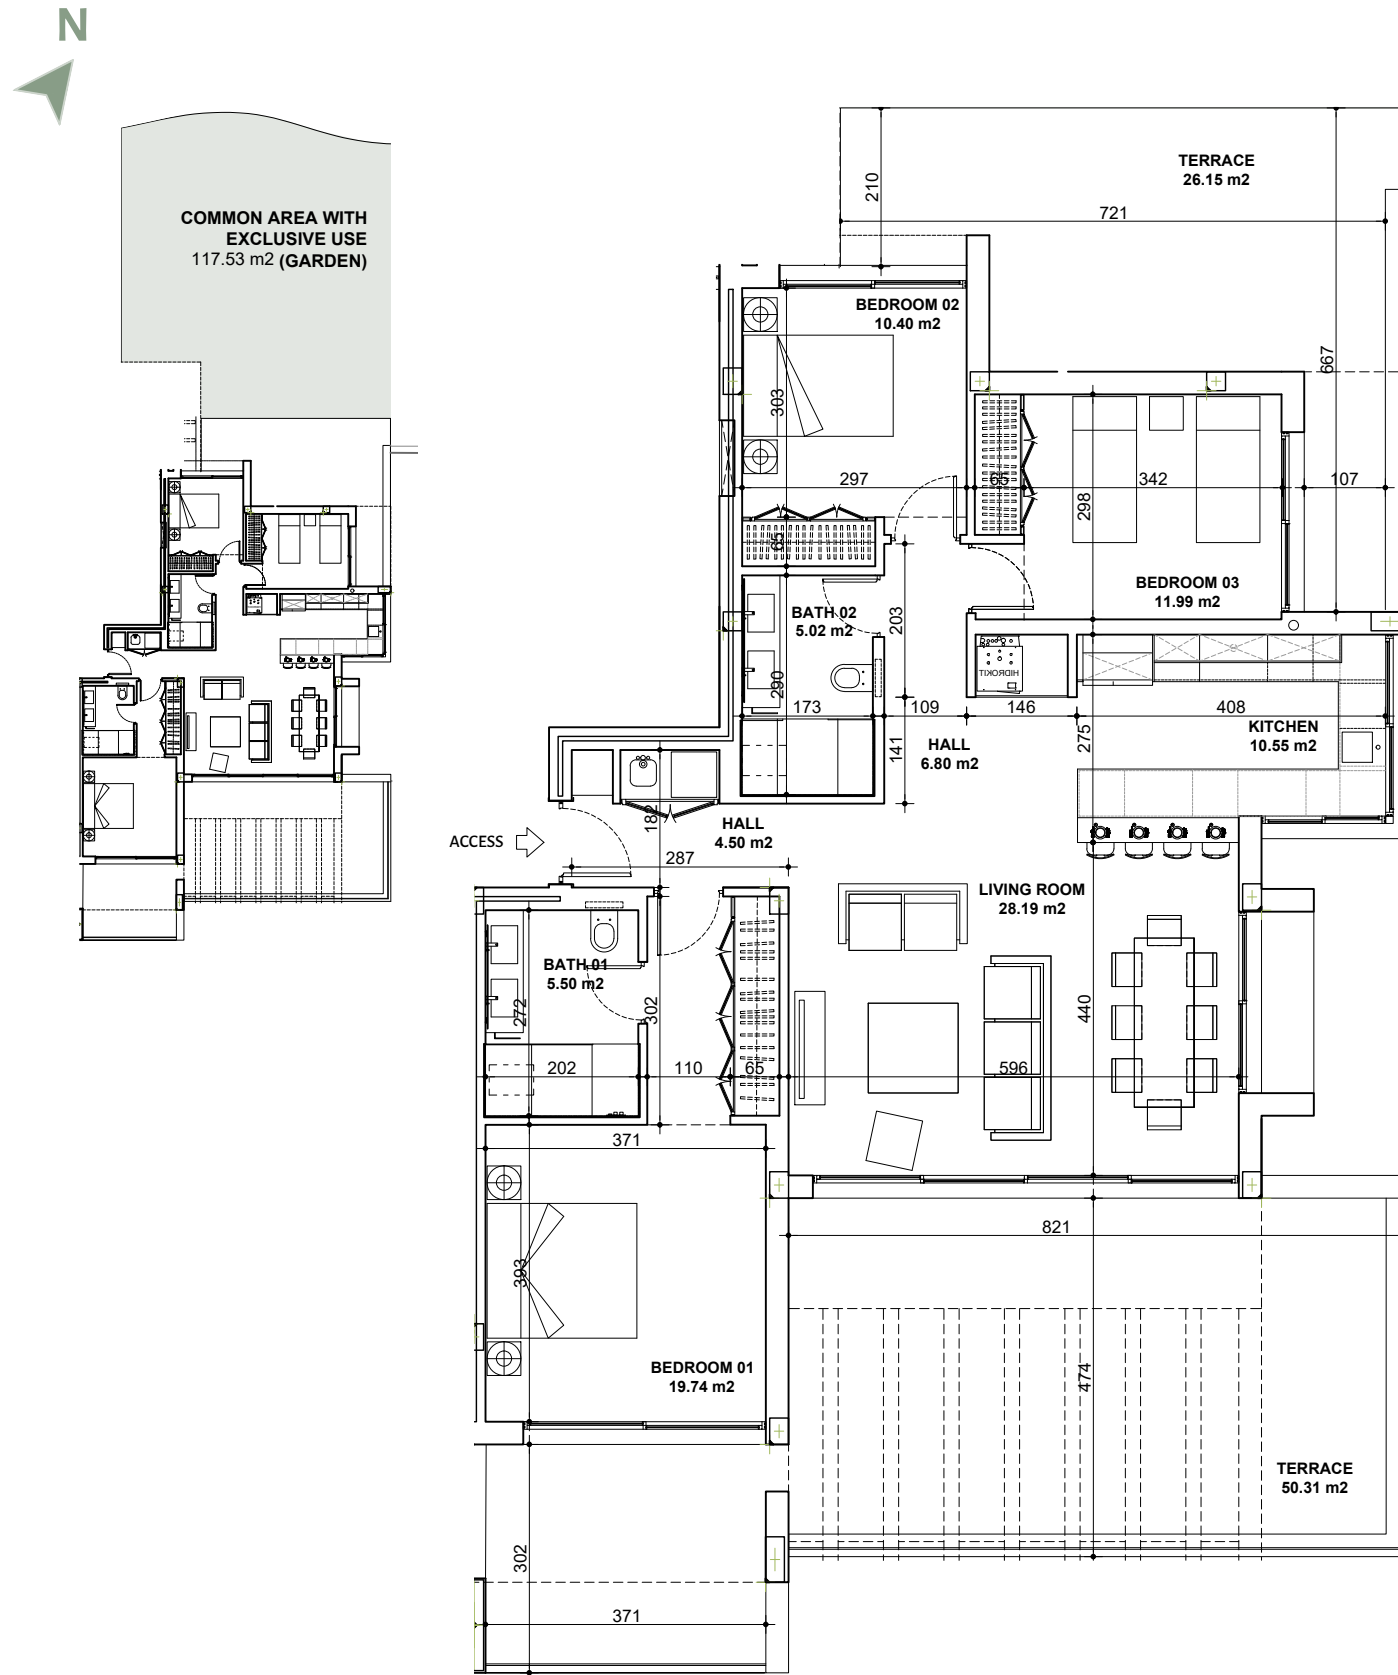 N
COMMON AREA WITH
EXCLUSIVE USE
117.53 m2 (GARDEN)
TERRACE
26.15 m2
210
721
667
BEDROOM 02
10.40 m2
303
297
65
342
107
298
65
BEDROOM 03
11.99 m2
BATH 02
5.02 m2
203
290
HIDROKIT
173
109
146
408
275
141
HALL
6.80 m2
KITCHEN
10.55 m2
182
HALL
4.50 m2
ACCESS
287
LIVING ROOM
28.19 m2
BATH 01
5.50 m2
272
302
440
202
110
65
596
371
821
393
BEDROOM 01
19.74 m2
474
TERRACE
50.31 m2
302
371